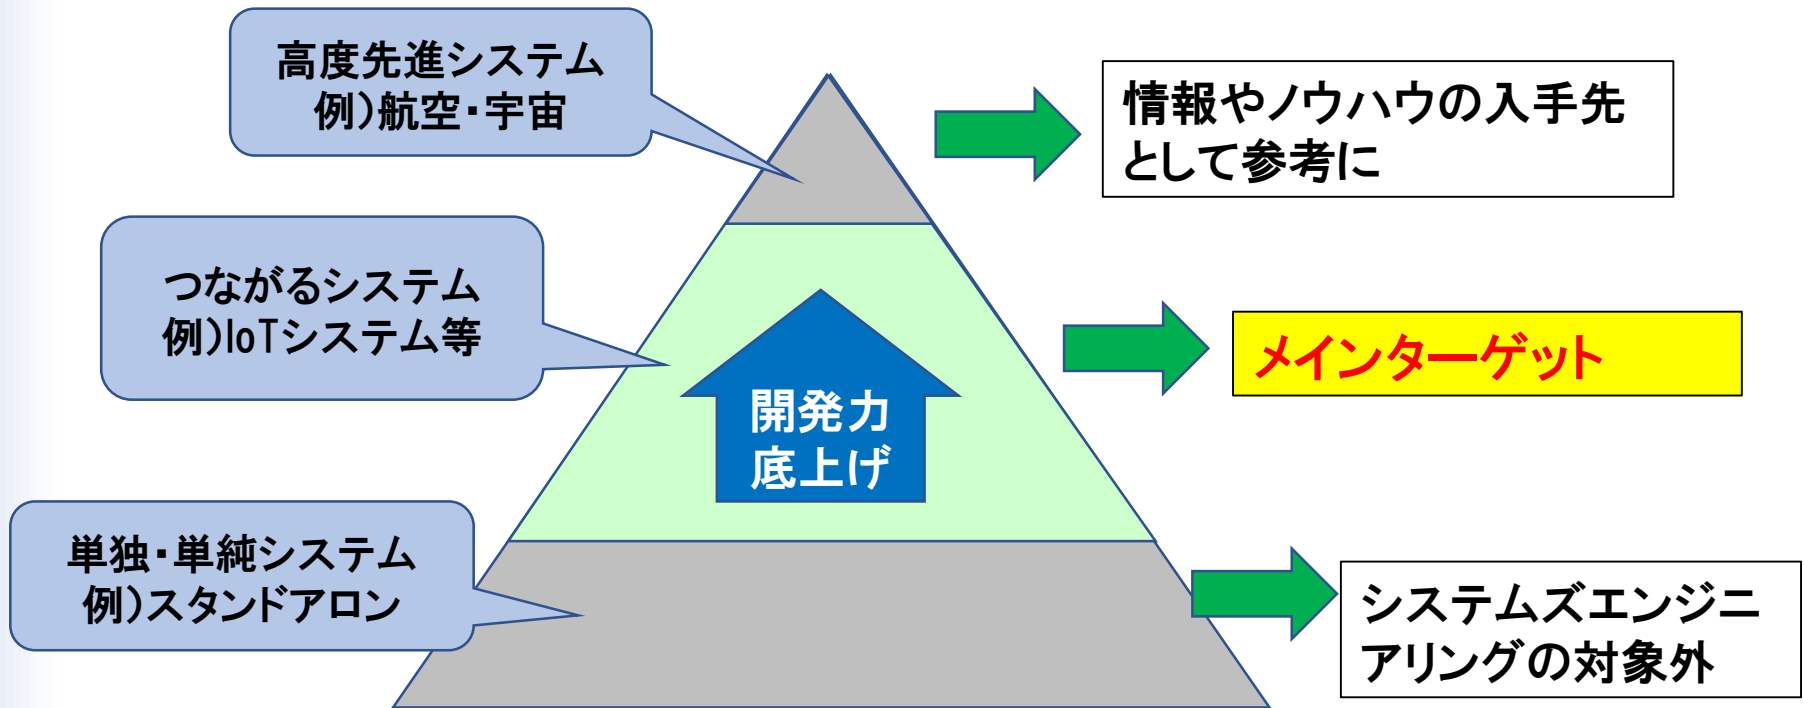 高度先進システム
例）航空・宇宙
情報やノウハウの入手先
として参考に
つながるシステム
例）IoTシステム等
メインターゲット
開発力
底上げ
単独・単純システム
例）スタンドアロン
システムズエンジニ
アリングの対象外